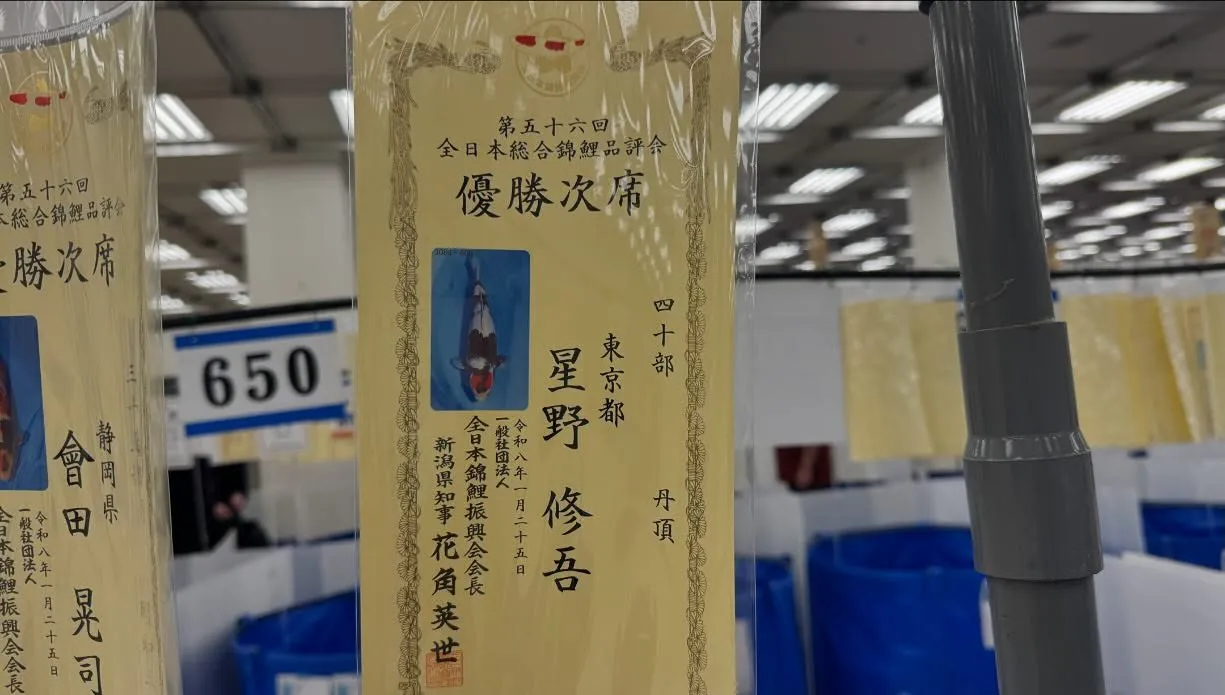 第五十六回
全日本総合錦鯉品評会
優勝次席
四十部 丹頂
東京都
星野 修吾
令和八年一月二十五日
一般社団法人
全日本錦鯉振興会会長
新潟県知事 花角英世
650
第五十六回
本総合錦鯉品評会
勝次席
静岡県
會田 晃司
令和八年一月二十五日
一般社団法人
全日本錦鯉振興会会長